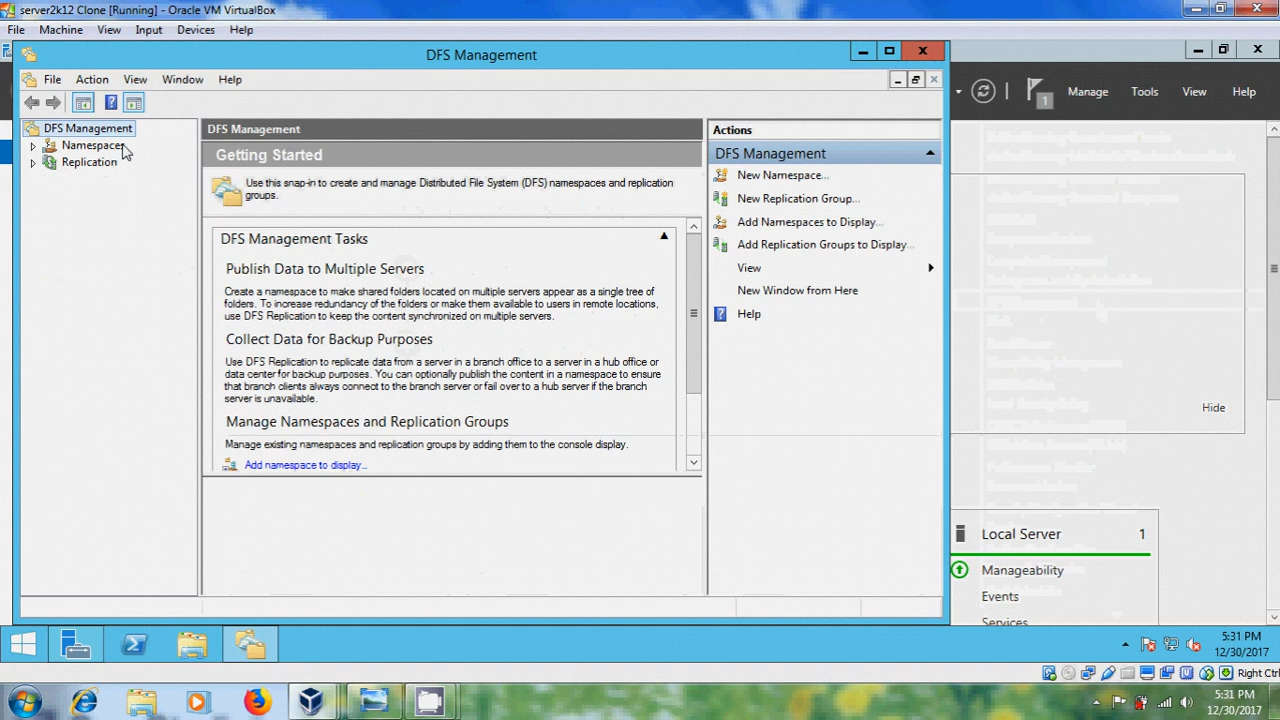 server2k12 Clone [Running] - Oracle VM VirtualBox
File Machine View Input Devices Help
DFS Management
File Action View Window Help
1
Manage Tools View Help
DFS Management
Namespaces
Replication
DFS Management
Getting Started
Use this snap-in to create and manage Distributed File System (DFS) namespaces and replication
groups.
DFS Management Tasks
Publish Data to Multiple Servers
Create a namespace to make shared folders located on multiple servers appear as a single tree of
folders. To increase redundancy of the folders or make them available to users in remote locations,
use DFS Replication to keep the content synchronized on multiple servers.
Collect Data for Backup Purposes
Use DFS Replication to replicate data from a server in a branch office to a server in a hub office or
data center for backup purposes. You can optionally publish the content in a namespace to ensure
that branch clients always connect to the branch server or fail over to a hub server if the branch
server is unavailable.
Manage Namespaces and Replication Groups
Manage existing namespaces and replication groups by adding them to the console display.
Add namespace to display...
Actions
DFS Management
New Namespace...
New Replication Group...
Add Namespaces to Display...
Add Replication Groups to Display...
View
New Window from Here
Help
Hide
Local Server 1
Manageability
Events
Services
5:31 PM
12/30/2017
Right Ctrl
5:31 PM
12/30/2017